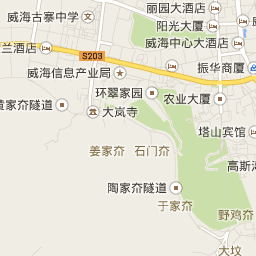 威海古寨中学
丽园大酒店
阳光大厦
兰酒店
威海中心大酒店
S203
威海信息产业局
振华商厦
环翠家园
农业大厦
家夼隧道
大岚寺
塔山宾馆
姜家夼
石门夼
高斯
陶家夼隧道
于家夼
野鸡夼
大坟